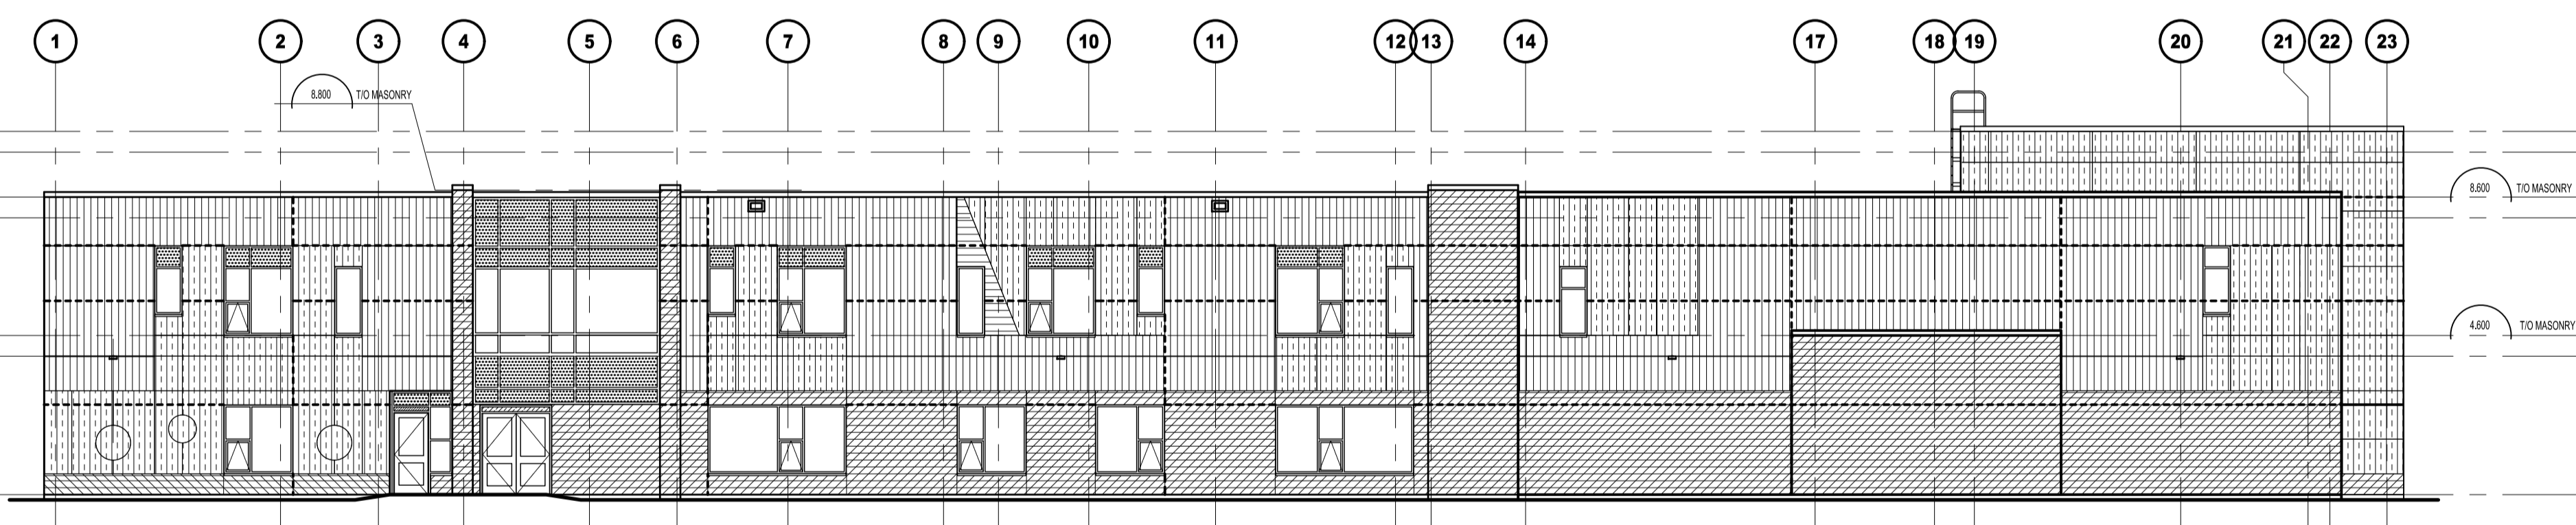 1 2 3 4 5 6 7 8 9 10 11 12 13 14 17 18 19 20 21 22 23
8.800 T/O MASONRY
8.600 T/O MASONRY
4.600 T/O MASONRY